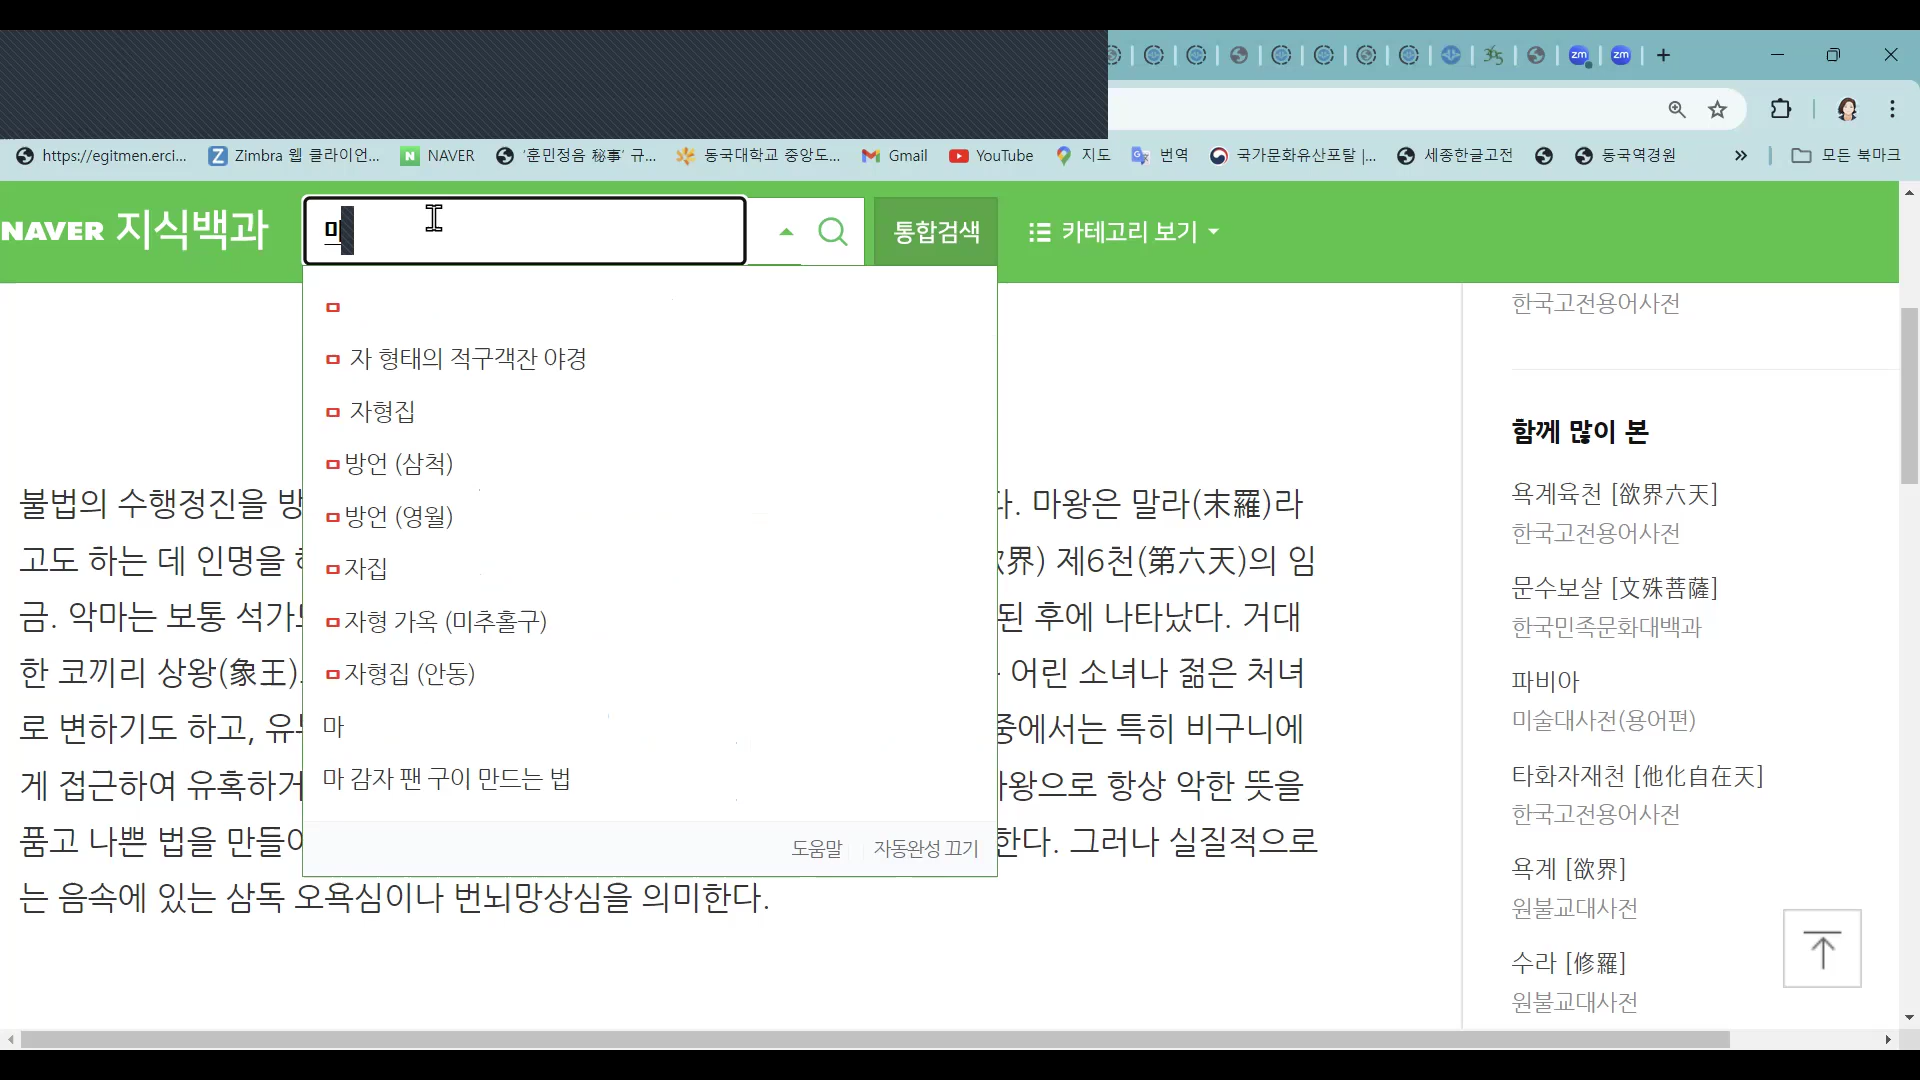 https://egitmen.erci... Zimbra 웹 클라이언... NAVER '훈민정음 秘事' 규... 동국대학교 중앙도... Gmail YouTube 지도 번역 국가문화유산포탈 |... 세종한글고전 동국역경원 » 모든 북마크
NAVER 지식백과 마 통합검색 카테고리 보기
ㅁ
ㅁ 자 형태의 적구객잔 야경
ㅁ 자형집
ㅁ방언 (삼척)
ㅁ방언 (영월)
ㅁ자집
ㅁ자형 가옥 (미추홀구)
ㅁ자형집 (안동)
마
마 감자 팬 구이 만드는 법
도움말 자동완성 끄기
불법의 수행정진을 방 다. 마왕은 말라(末羅)라
고도 하는 데 인명을 界) 제6천(第六天)의 임
금. 악마는 보통 석가 된 후에 나타났다. 거대
한 코끼리 상왕(象王) 어린 소녀나 젊은 처녀
로 변하기도 하고, 유 중에서는 특히 비구니에
게 접근하여 유혹하거 마왕으로 항상 악한 뜻을
품고 나쁜 법을 만들어 한다. 그러나 실질적으로
는 음속에 있는 삼독 오욕심이나 번뇌망상심을 의미한다.
한국고전용어사전
함께 많이 본
욕계육천 [欲界六天]
한국고전용어사전
문수보살 [文殊菩薩]
한국민족문화대백과
파비아
미술대사전(용어편)
타화자재천 [他化自在天]
한국고전용어사전
욕계 [欲界]
원불교대사전
수라 [修羅]
원불교대사전